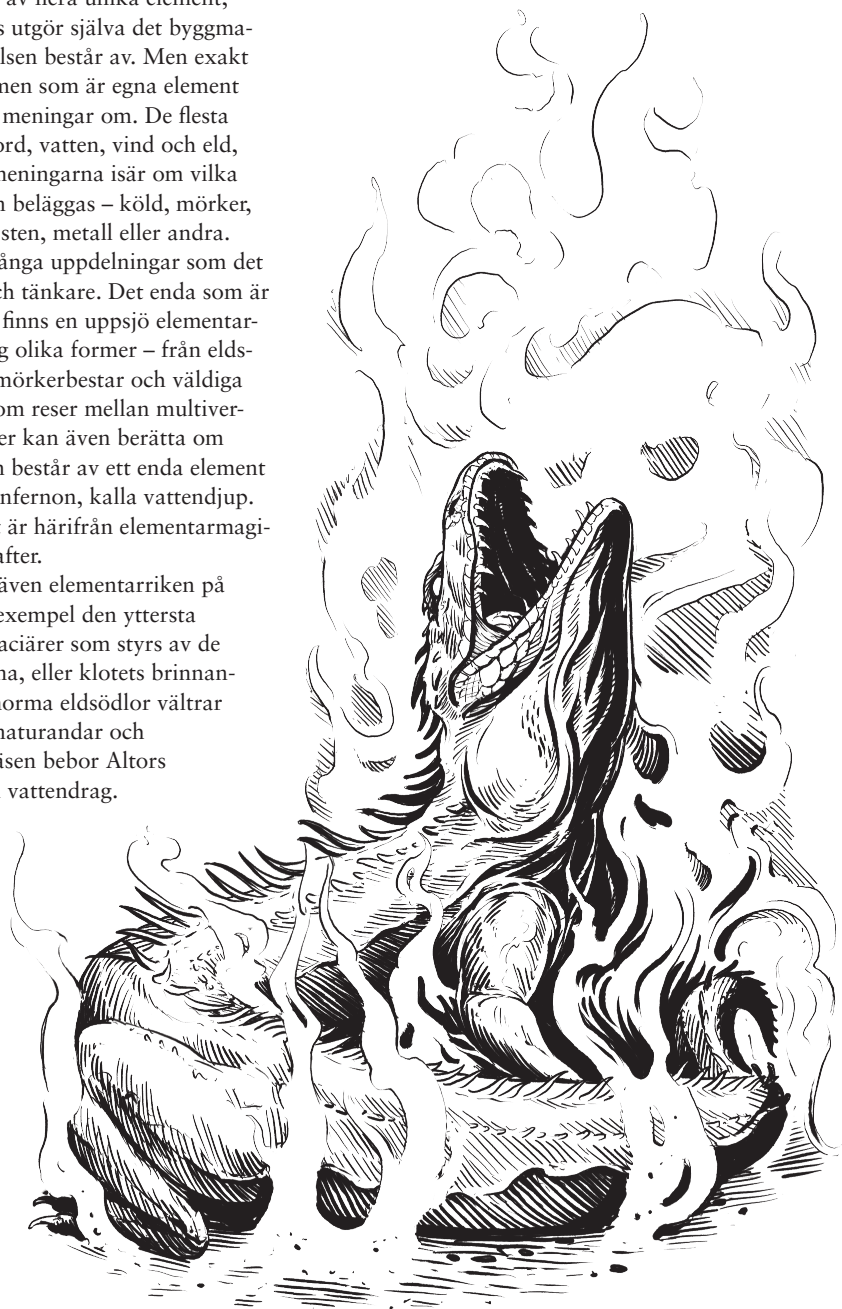 av flera unika element,
s utgör själva det byggma-
lsen består av. Men exakt
men som är egna element
meningar om. De flesta
ord, vatten, vind och eld,
neningarna isär om vilka
n beläggas – köld, mörker,
sten, metall eller andra.
ånga uppdelningar som det
ch tänkare. Det enda som är
finns en uppsjö elementar-
g olika former – från elds-
mörkerbestar och väldiga
om reser mellan multiver-
er kan även berätta om
n består av ett enda element
nfernon, kalla vattendjup.
t är härifrån elementarmagi-
after.
även elementarriken på
exempel den yttersta
aciärer som styrs av de
na, eller klotets brinnan-
norma eldsödlor vältrar
naturandar och
äsen bebor Altors
vattendrag.